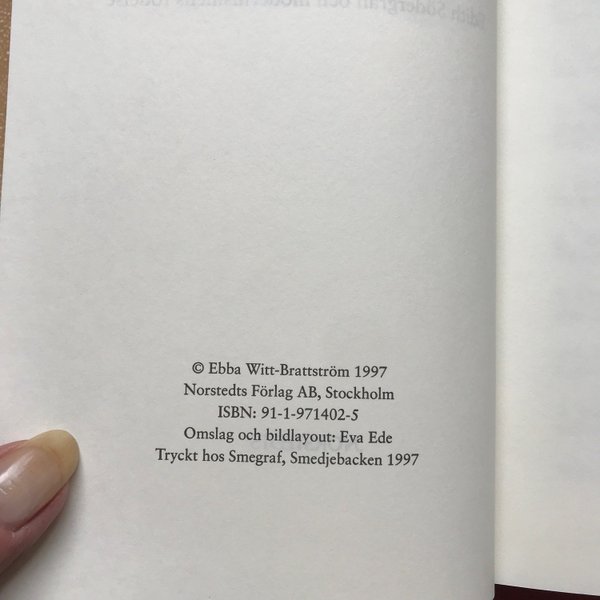 © Ebba Witt-Brattström 1997
Norstedts Förlag AB, Stockholm
ISBN: 91-1-971402-5
Omslag och bildlayout: Eva Ede
Tryckt hos Smegraf, Smedjebacken 1997